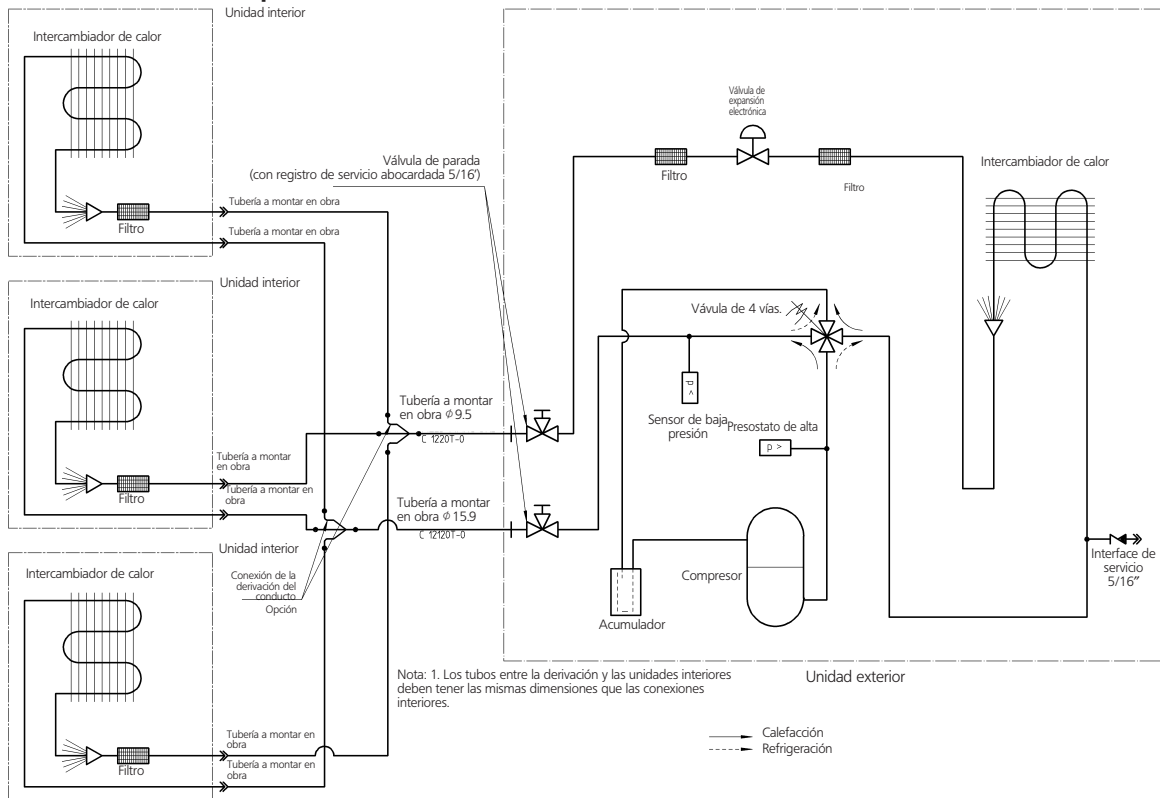 Unidad interior
Intercambiador de calor
Filtro
Tubería a montar en obra
Tubería a montar en obra
Unidad interior
Intercambiador de calor
Filtro
Tubería a montar
en obra
Tubería a montar en
obra
Unidad interior
Intercambiador de calor
Filtro
Tubería a montar en
obra
Tubería a montar en
obra
Conexión de la
derivación del
conducto
Opción
Válvula de parada
(con registro de servicio abocardada 5/16')
Tubería a montar
en obra φ 9.5
C 1220T-0
Tubería a montar
en obra φ 15.9
C 12120T-0
Válvula de
expansión
electrónica
Filtro
Filtro
Intercambiador de calor
Vávula de 4 vías.
p <
Sensor de baja
presión
Presostato de alta
p >
Compresor
Acumulador
Interface de
servicio
5/16"
Unidad exterior
Nota: 1. Los tubos entre la derivación y las unidades interiores
deben tener las mismas dimensiones que las conexiones
interiores.
Calefacción
Refrigeración